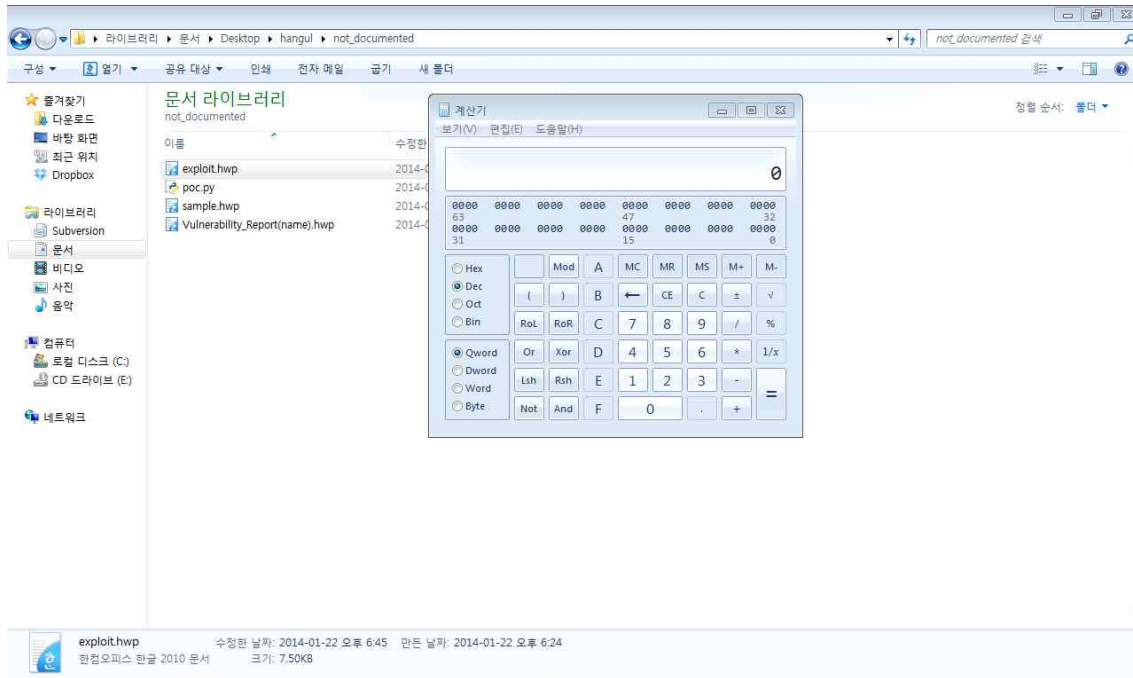 라이브러리 ▸ 문서 ▸ Desktop ▸ hangul ▸ not_documented
not_documented 검색
구성 열기 공유 대상 인쇄 전자 메일 굽기 새 폴더
즐겨찾기
다운로드
바탕 화면
최근 위치
Dropbox
라이브러리
Subversion
문서
비디오
사진
음악
컴퓨터
로컬 디스크 (C:)
CD 드라이브 (E:)
네트워크
문서 라이브러리
not_documented
정렬 순서: 폴더
이름 수정한
exploit.hwp 2014-0
poc.py 2014-0
sample.hwp 2014-0
Vulnerability_Report(name).hwp 2014-0
계산기
보기(V) 편집(E) 도움말(H)
0
0000 0000 0000 0000 0000 0000 0000 0000
63 47 32
0000 0000 0000 0000 0000 0000 0000 0000
31 15 0
Hex
Dec
Oct
Bin
Qword
Dword
Word
Byte
Mod A MC MR MS M+ M-
( ) B ← CE C ± √
RoL RoR C 7 8 9 / %
Or Xor D 4 5 6 * 1/x
Lsh Rsh E 1 2 3 - =
Not And F 0 . +
exploit.hwp 수정한 날짜: 2014-01-22 오후 6:45 만든 날짜: 2014-01-22 오후 6:24
한컴오피스 한글 2010 문서 크기: 7.50KB